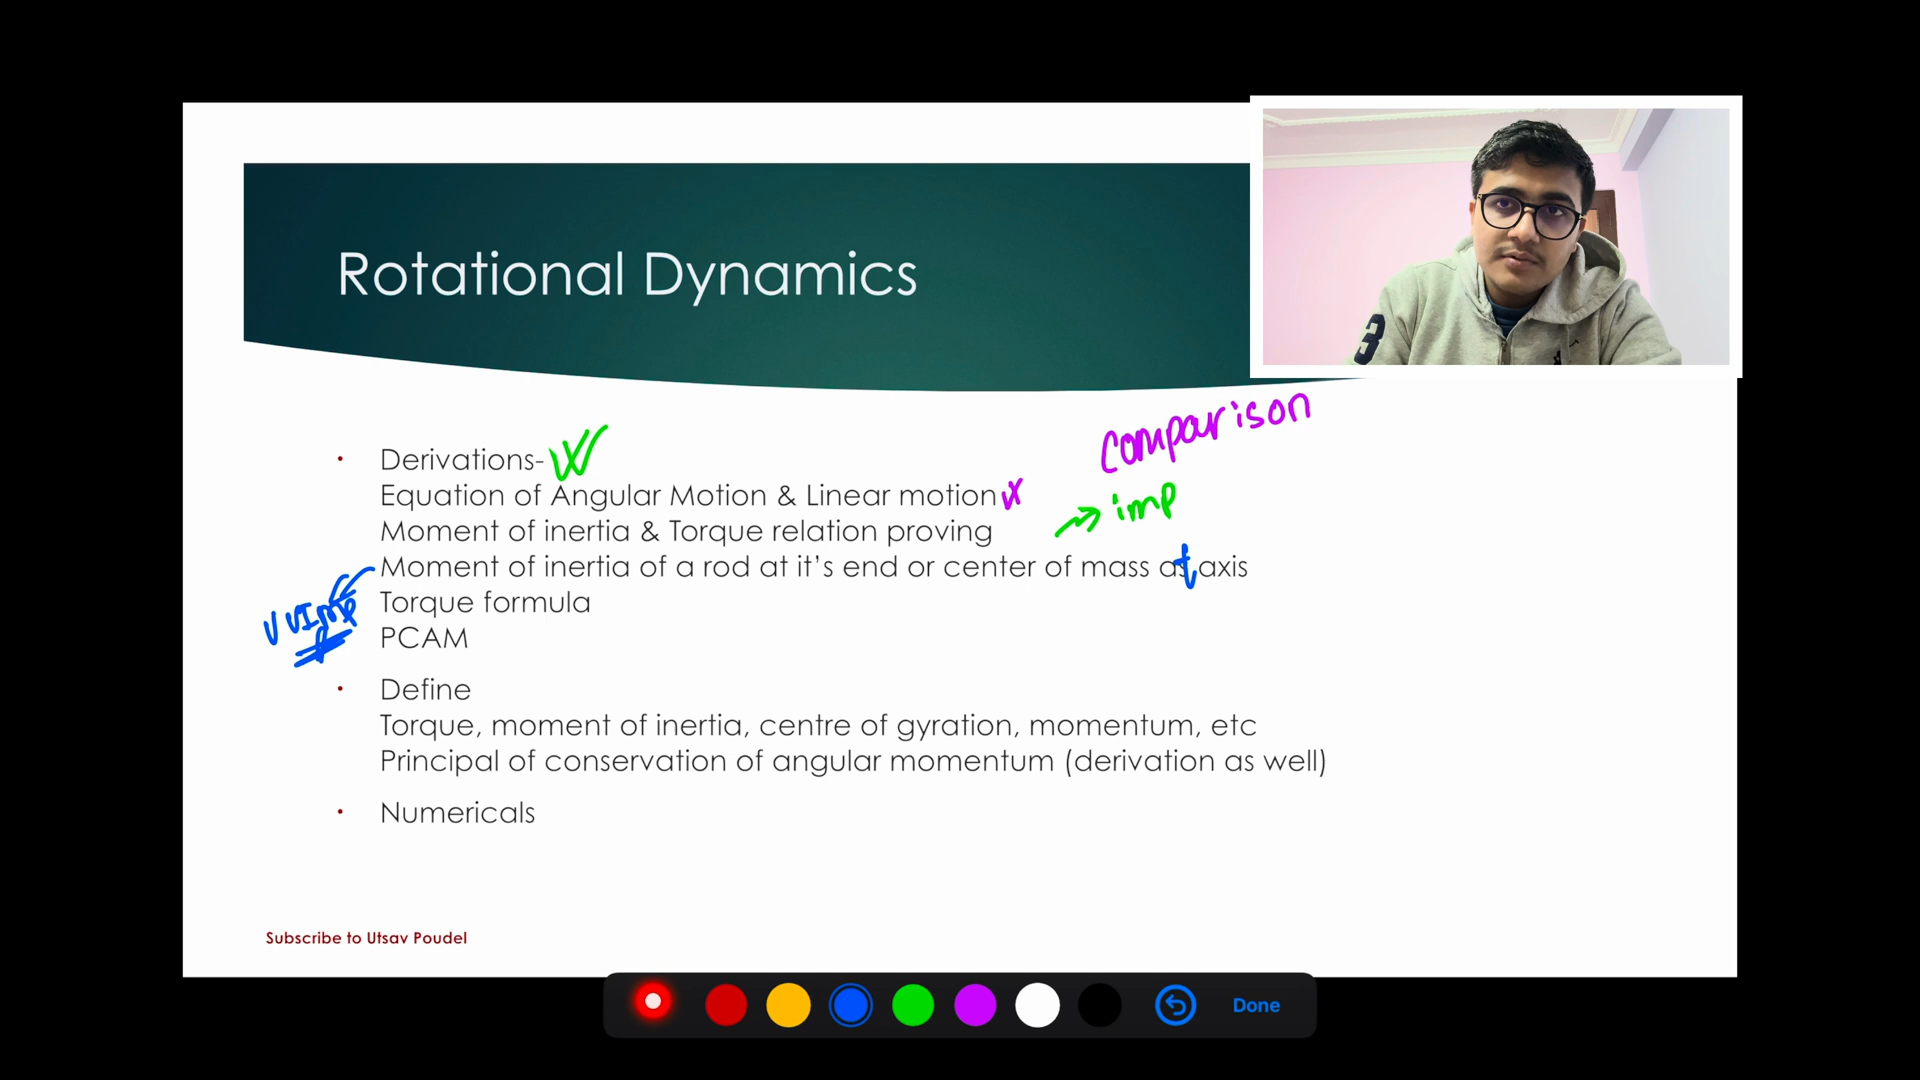 Rotational Dynamics
3
comparison
Derivations-
Equation of Angular Motion & Linear motion
imp
Moment of inertia & Torque relation proving
Moment of inertia of a rod at it's end or center of mass as axis
VVImp
Torque formula
PCAM
Define
Torque, moment of inertia, centre of gyration, momentum, etc
Principal of conservation of angular momentum (derivation as well)
Numericals
Subscribe to Utsav Poudel
Done